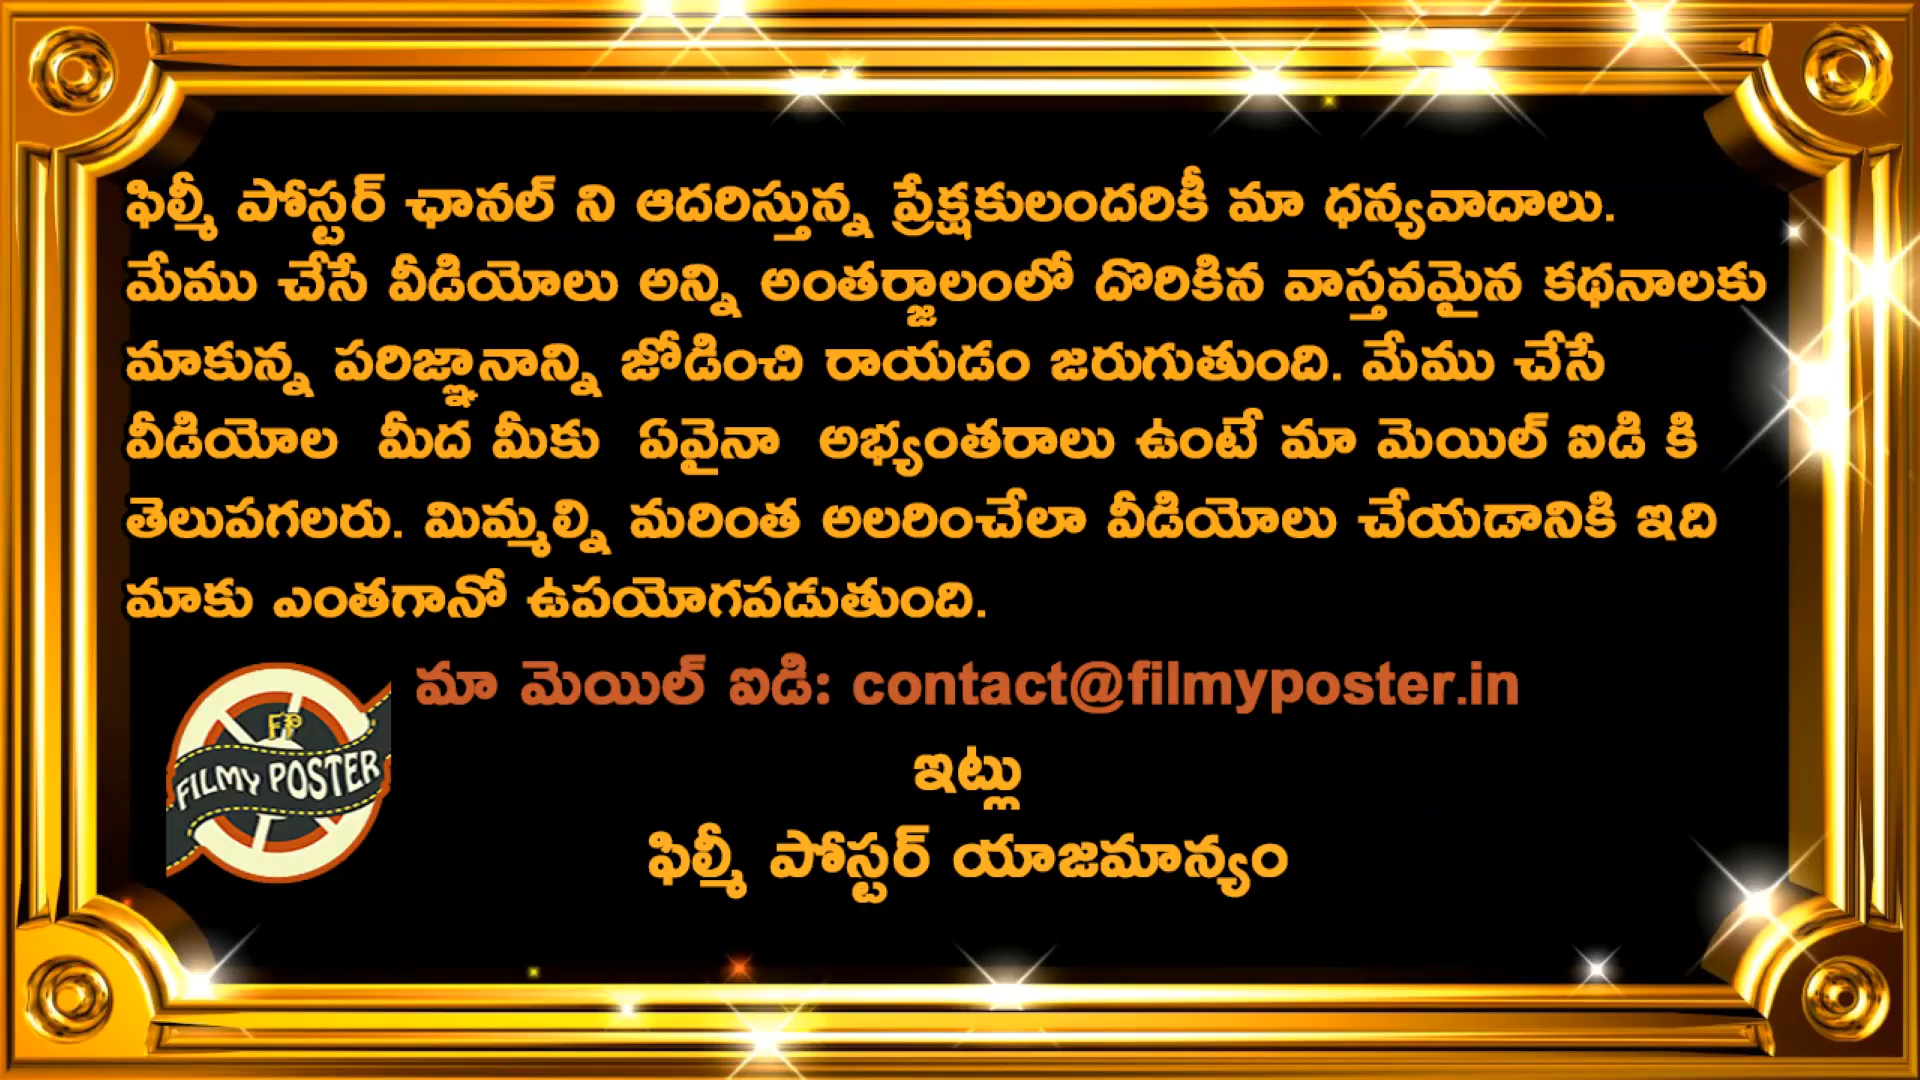 ఫిల్మీ పోస్టర్ ఛానల్ ని ఆదరిస్తున్న ప్రేక్షకులందరికీ మా ధన్యవాదాలు.
మేము చేసే వీడియోలు అన్ని అంతర్జాలంలో దొరికిన వాస్తవమైన కథనాలకు
మాకున్న పరిజ్ఞానాన్ని జోడించి రాయడం జరుగుతుంది. మేము చేసే
వీడియోల మీద మీకు ఏవైనా అభ్యంతరాలు ఉంటే మా మెయిల్ ఐడి కి
తెలుపగలరు. మిమ్మల్ని మరింత అలరించేలా వీడియోలు చేయడానికి ఇది
మాకు ఎంతగానో ఉపయోగపడుతుంది.
మా మెయిల్ ఐడి: contact@filmyposter.in
FP
FILMY POSTER
ఇట్లు
ఫిల్మీ పోస్టర్ యాజమాన్యం